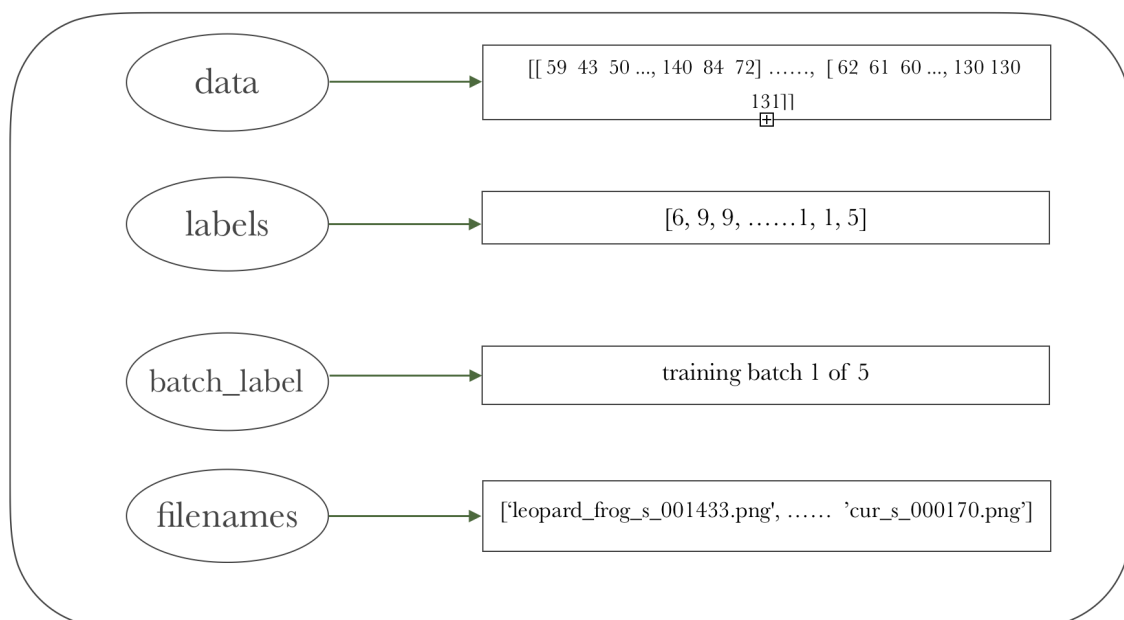 data
[[ 59 43 50 ..., 140 84 72] ……, [ 62 61 60 ..., 130 130
131]]
labels
[6, 9, 9, ……1, 1, 5]
batch_label
training batch 1 of 5
filenames
[‘leopard_frog_s_001433.png', …… ’cur_s_000170.png’]